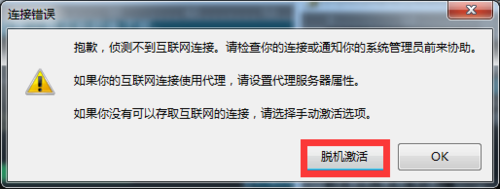 连接错误
抱歉，侦测不到互联网连接。请检查你的连接或通知你的系统管理员前来协助。
如果你的互联网连接使用代理，请设置代理服务器属性。
如果你没有可以存取互联网的连接，请选择手动激活选项。
脱机激活 OK